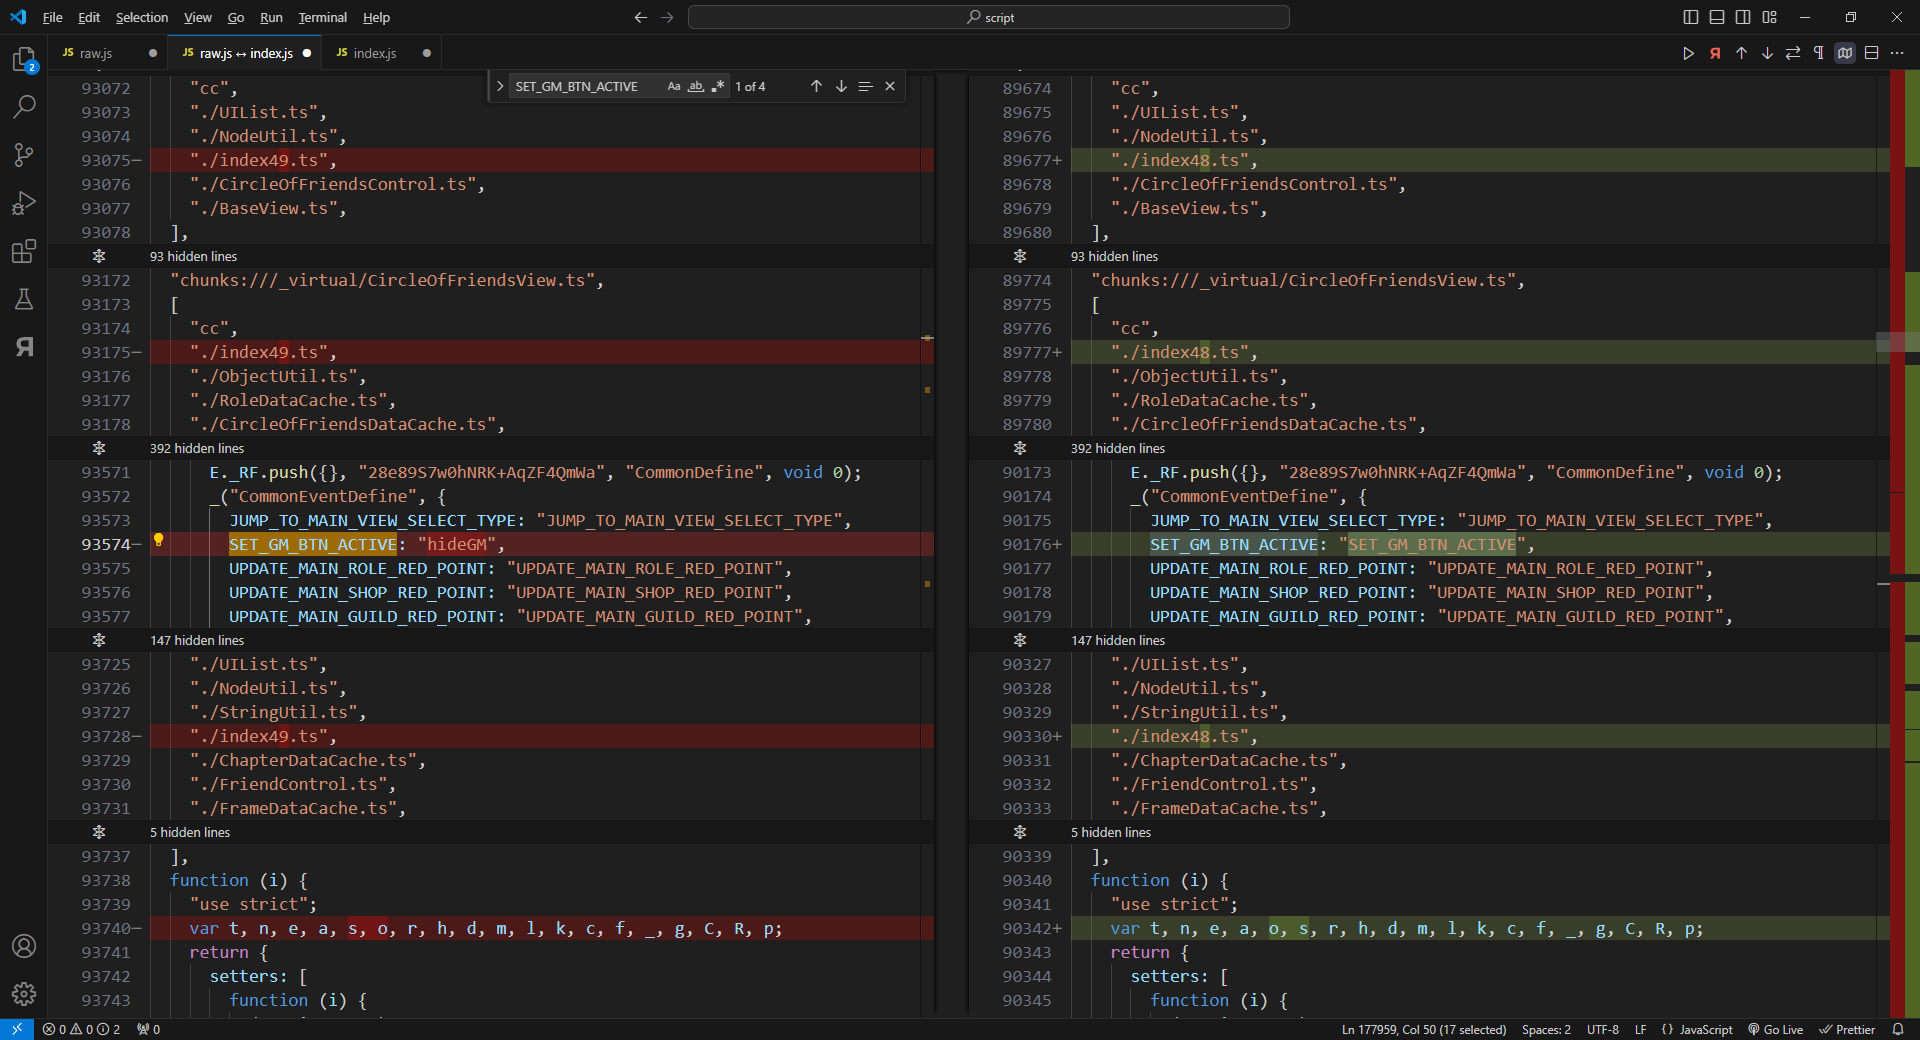 File Edit Selection View Go Run Terminal Help
script
JS raw.js
JS raw.js ↔ index.js
JS index.js
SET_GM_BTN_ACTIVE Aa ab .* 1 of 4
2
93072 "cc",
93073 "./UIList.ts",
93074 "./NodeUtil.ts",
93075− "./index49.ts",
93076 "./CircleOfFriendsControl.ts",
93077 "./BaseView.ts",
93078 ],
93 hidden lines
93172 "chunks:///_virtual/CircleOfFriendsView.ts",
93173 [
93174 "cc",
93175− "./index49.ts",
93176 "./ObjectUtil.ts",
93177 "./RoleDataCache.ts",
93178 "./CircleOfFriendsDataCache.ts",
392 hidden lines
93571 E._RF.push({}, "28e89S7w0hNRK+AqZF4QmWa", "CommonDefine", void 0);
93572 _("CommonEventDefine", {
93573 JUMP_TO_MAIN_VIEW_SELECT_TYPE: "JUMP_TO_MAIN_VIEW_SELECT_TYPE",
93574− SET_GM_BTN_ACTIVE: "hideGM",
93575 UPDATE_MAIN_ROLE_RED_POINT: "UPDATE_MAIN_ROLE_RED_POINT",
93576 UPDATE_MAIN_SHOP_RED_POINT: "UPDATE_MAIN_SHOP_RED_POINT",
93577 UPDATE_MAIN_GUILD_RED_POINT: "UPDATE_MAIN_GUILD_RED_POINT",
147 hidden lines
93725 "./UIList.ts",
93726 "./NodeUtil.ts",
93727 "./StringUtil.ts",
93728− "./index49.ts",
93729 "./ChapterDataCache.ts",
93730 "./FriendControl.ts",
93731 "./FrameDataCache.ts",
5 hidden lines
93737 ],
93738 function (i) {
93739 "use strict";
93740− var t, n, e, a, s, o, r, h, d, m, l, k, c, f, _, g, C, R, p;
93741 return {
93742 setters: [
93743 function (i) {
89674 "cc",
89675 "./UIList.ts",
89676 "./NodeUtil.ts",
89677+ "./index48.ts",
89678 "./CircleOfFriendsControl.ts",
89679 "./BaseView.ts",
89680 ],
93 hidden lines
89774 "chunks:///_virtual/CircleOfFriendsView.ts",
89775 [
89776 "cc",
89777+ "./index48.ts",
89778 "./ObjectUtil.ts",
89779 "./RoleDataCache.ts",
89780 "./CircleOfFriendsDataCache.ts",
392 hidden lines
90173 E._RF.push({}, "28e89S7w0hNRK+AqZF4QmWa", "CommonDefine", void 0);
90174 _("CommonEventDefine", {
90175 JUMP_TO_MAIN_VIEW_SELECT_TYPE: "JUMP_TO_MAIN_VIEW_SELECT_TYPE",
90176+ SET_GM_BTN_ACTIVE: "SET_GM_BTN_ACTIVE",
90177 UPDATE_MAIN_ROLE_RED_POINT: "UPDATE_MAIN_ROLE_RED_POINT",
90178 UPDATE_MAIN_SHOP_RED_POINT: "UPDATE_MAIN_SHOP_RED_POINT",
90179 UPDATE_MAIN_GUILD_RED_POINT: "UPDATE_MAIN_GUILD_RED_POINT",
147 hidden lines
90327 "./UIList.ts",
90328 "./NodeUtil.ts",
90329 "./StringUtil.ts",
90330+ "./index48.ts",
90331 "./ChapterDataCache.ts",
90332 "./FriendControl.ts",
90333 "./FrameDataCache.ts",
5 hidden lines
90339 ],
90340 function (i) {
90341 "use strict";
90342+ var t, n, e, a, o, s, r, h, d, m, l, k, c, f, _, g, C, R, p;
90343 return {
90344 setters: [
90345 function (i) {
0 0 2 0
Ln 177959, Col 50 (17 selected) Spaces: 2 UTF-8 LF {} JavaScript Go Live Prettier